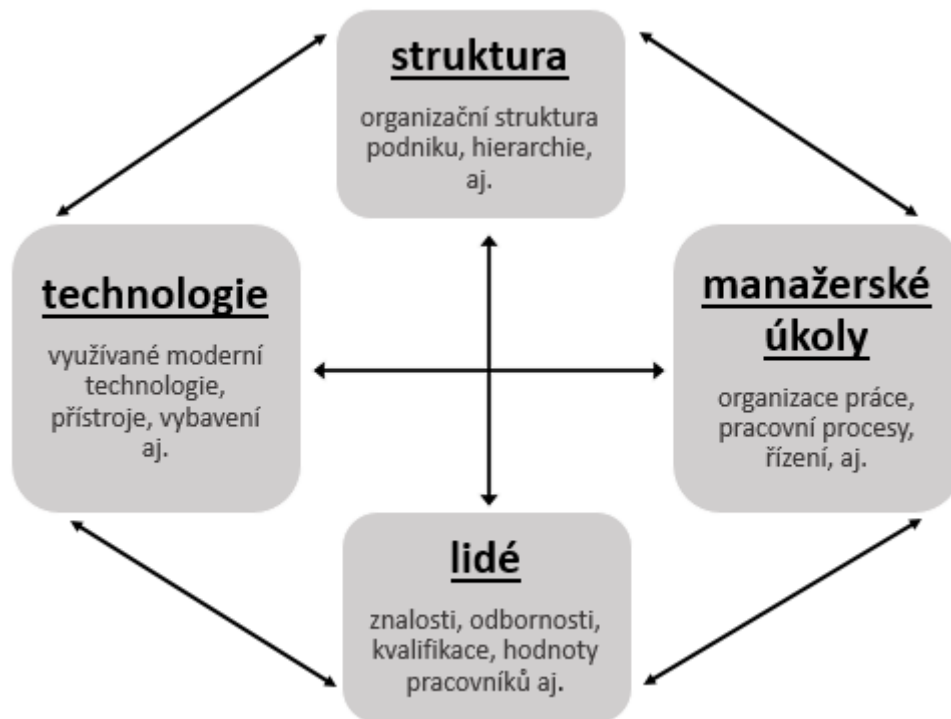 struktura
organizační struktura
podniku, hierarchie,
aj.
technologie
využívané moderní
technologie,
přístroje, vybavení
aj.
manažerské
úkoly
organizace práce,
pracovní procesy,
řízení, aj.
lidé
znalosti, odbornosti,
kvalifikace, hodnoty
pracovníků aj.